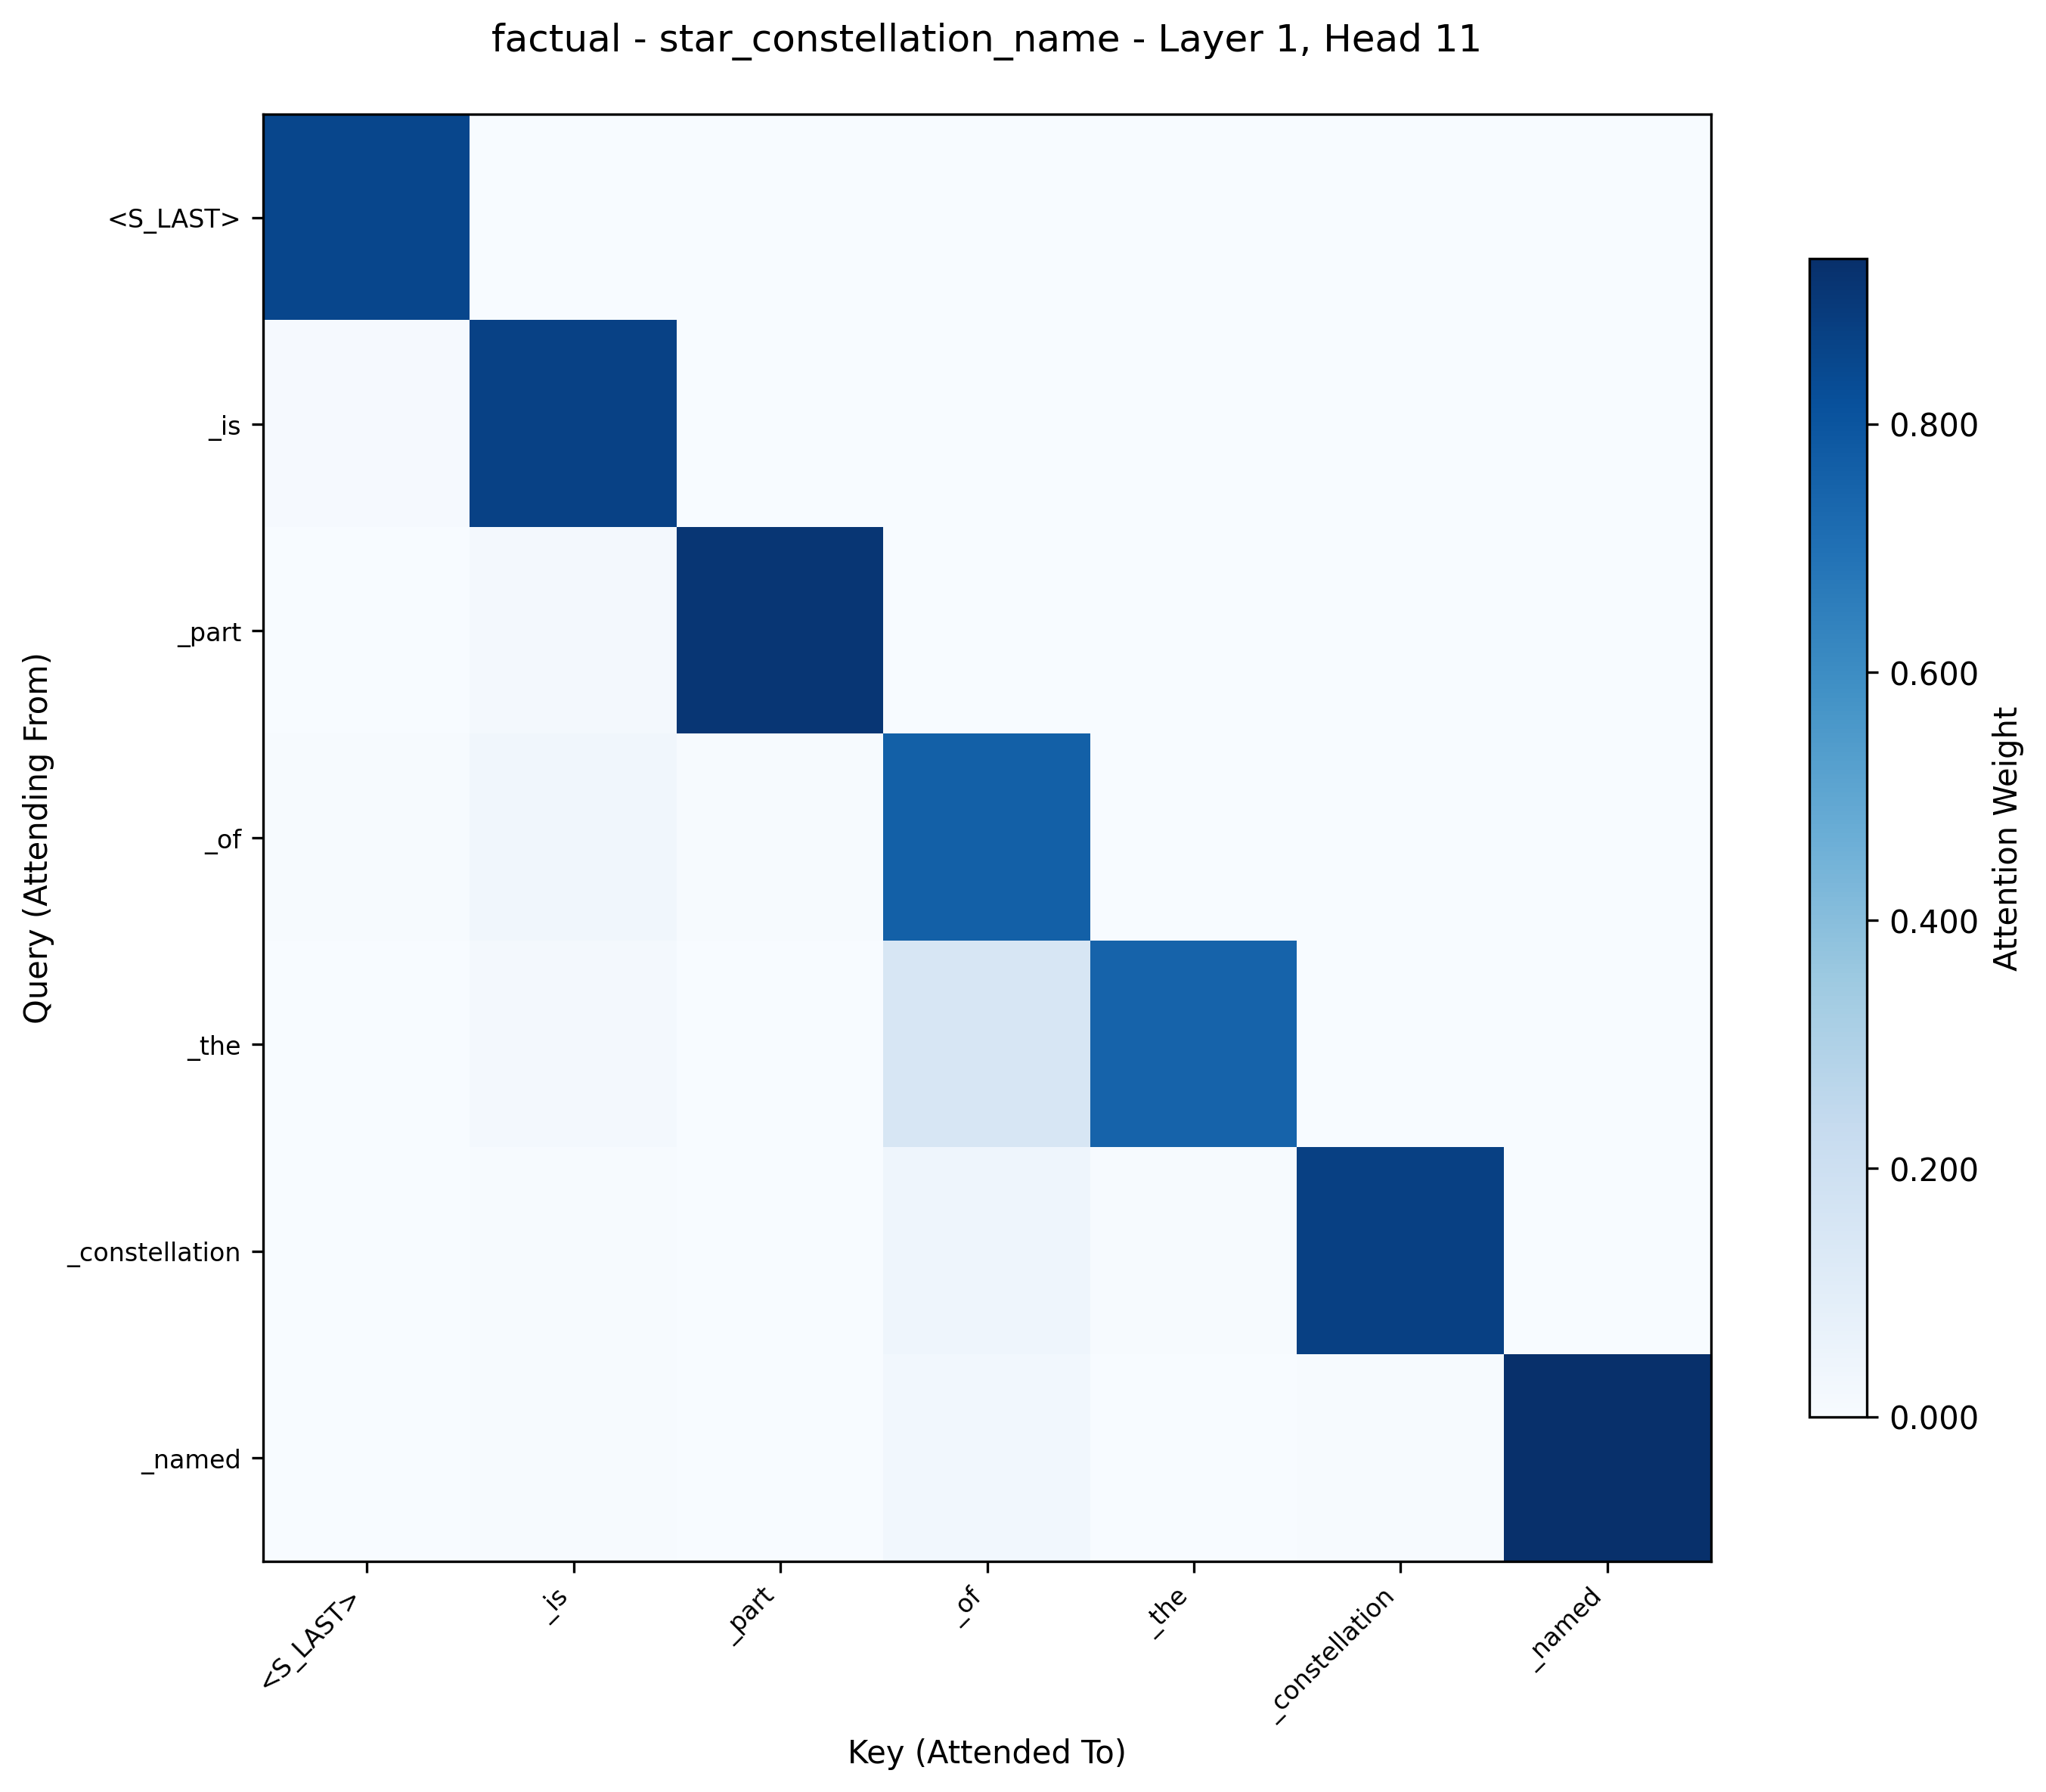 factual - star_constellation_name - Layer 1, Head 11
Query (Attending From)
<S_LAST>
_is
_part
_of
_the
_constellation
_named
<S_LAST>
_is
_part
_of
_the
_constellation
_named
Key (Attended To)
0.800
0.600
0.400
0.200
0.000
Attention Weight